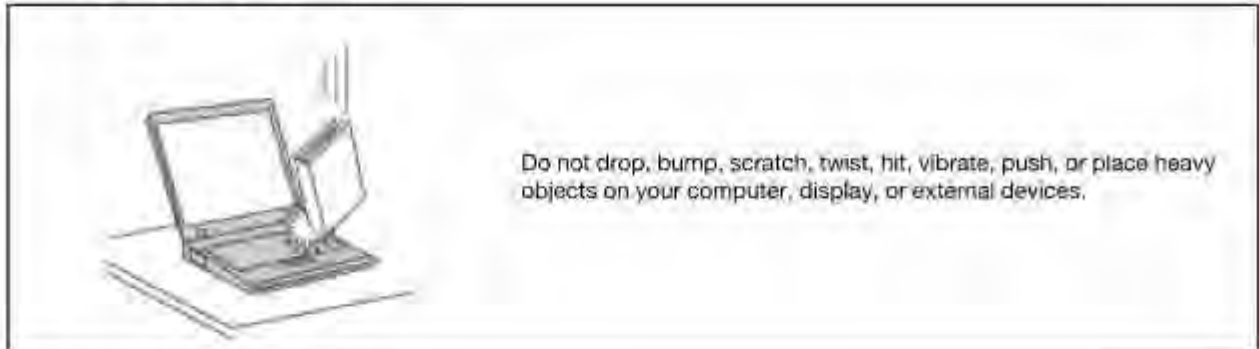 Do not drop, bump, scratch, twist, hit, vibrate, push, or place heavy
objects on your computer, display, or external devices.